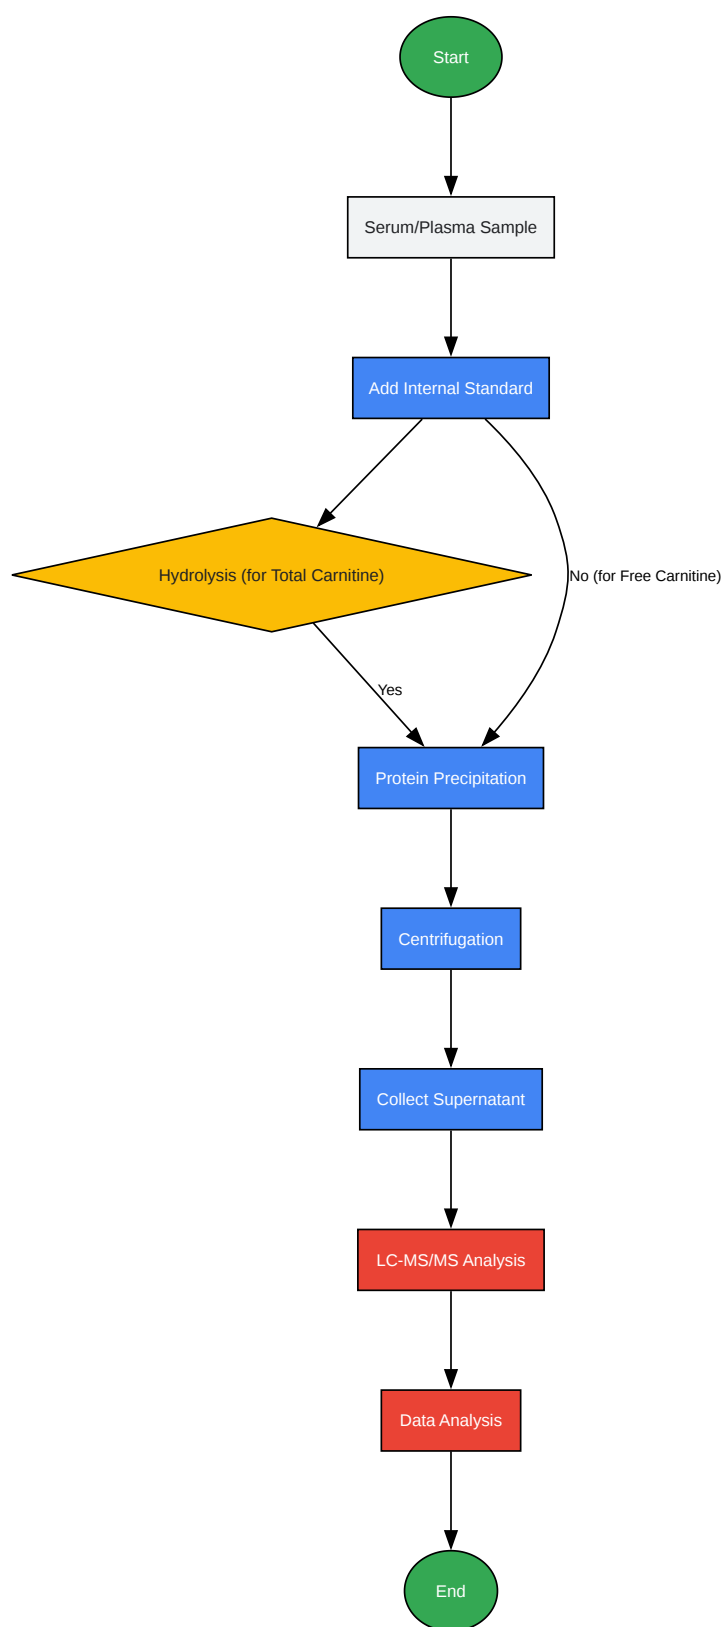 Start
Serum/Plasma Sample
Add Internal Standard
Hydrolysis (for Total Carnitine)
No (for Free Carnitine)
Yes
Protein Precipitation
Centrifugation
Collect Supernatant
LC-MS/MS Analysis
Data Analysis
End